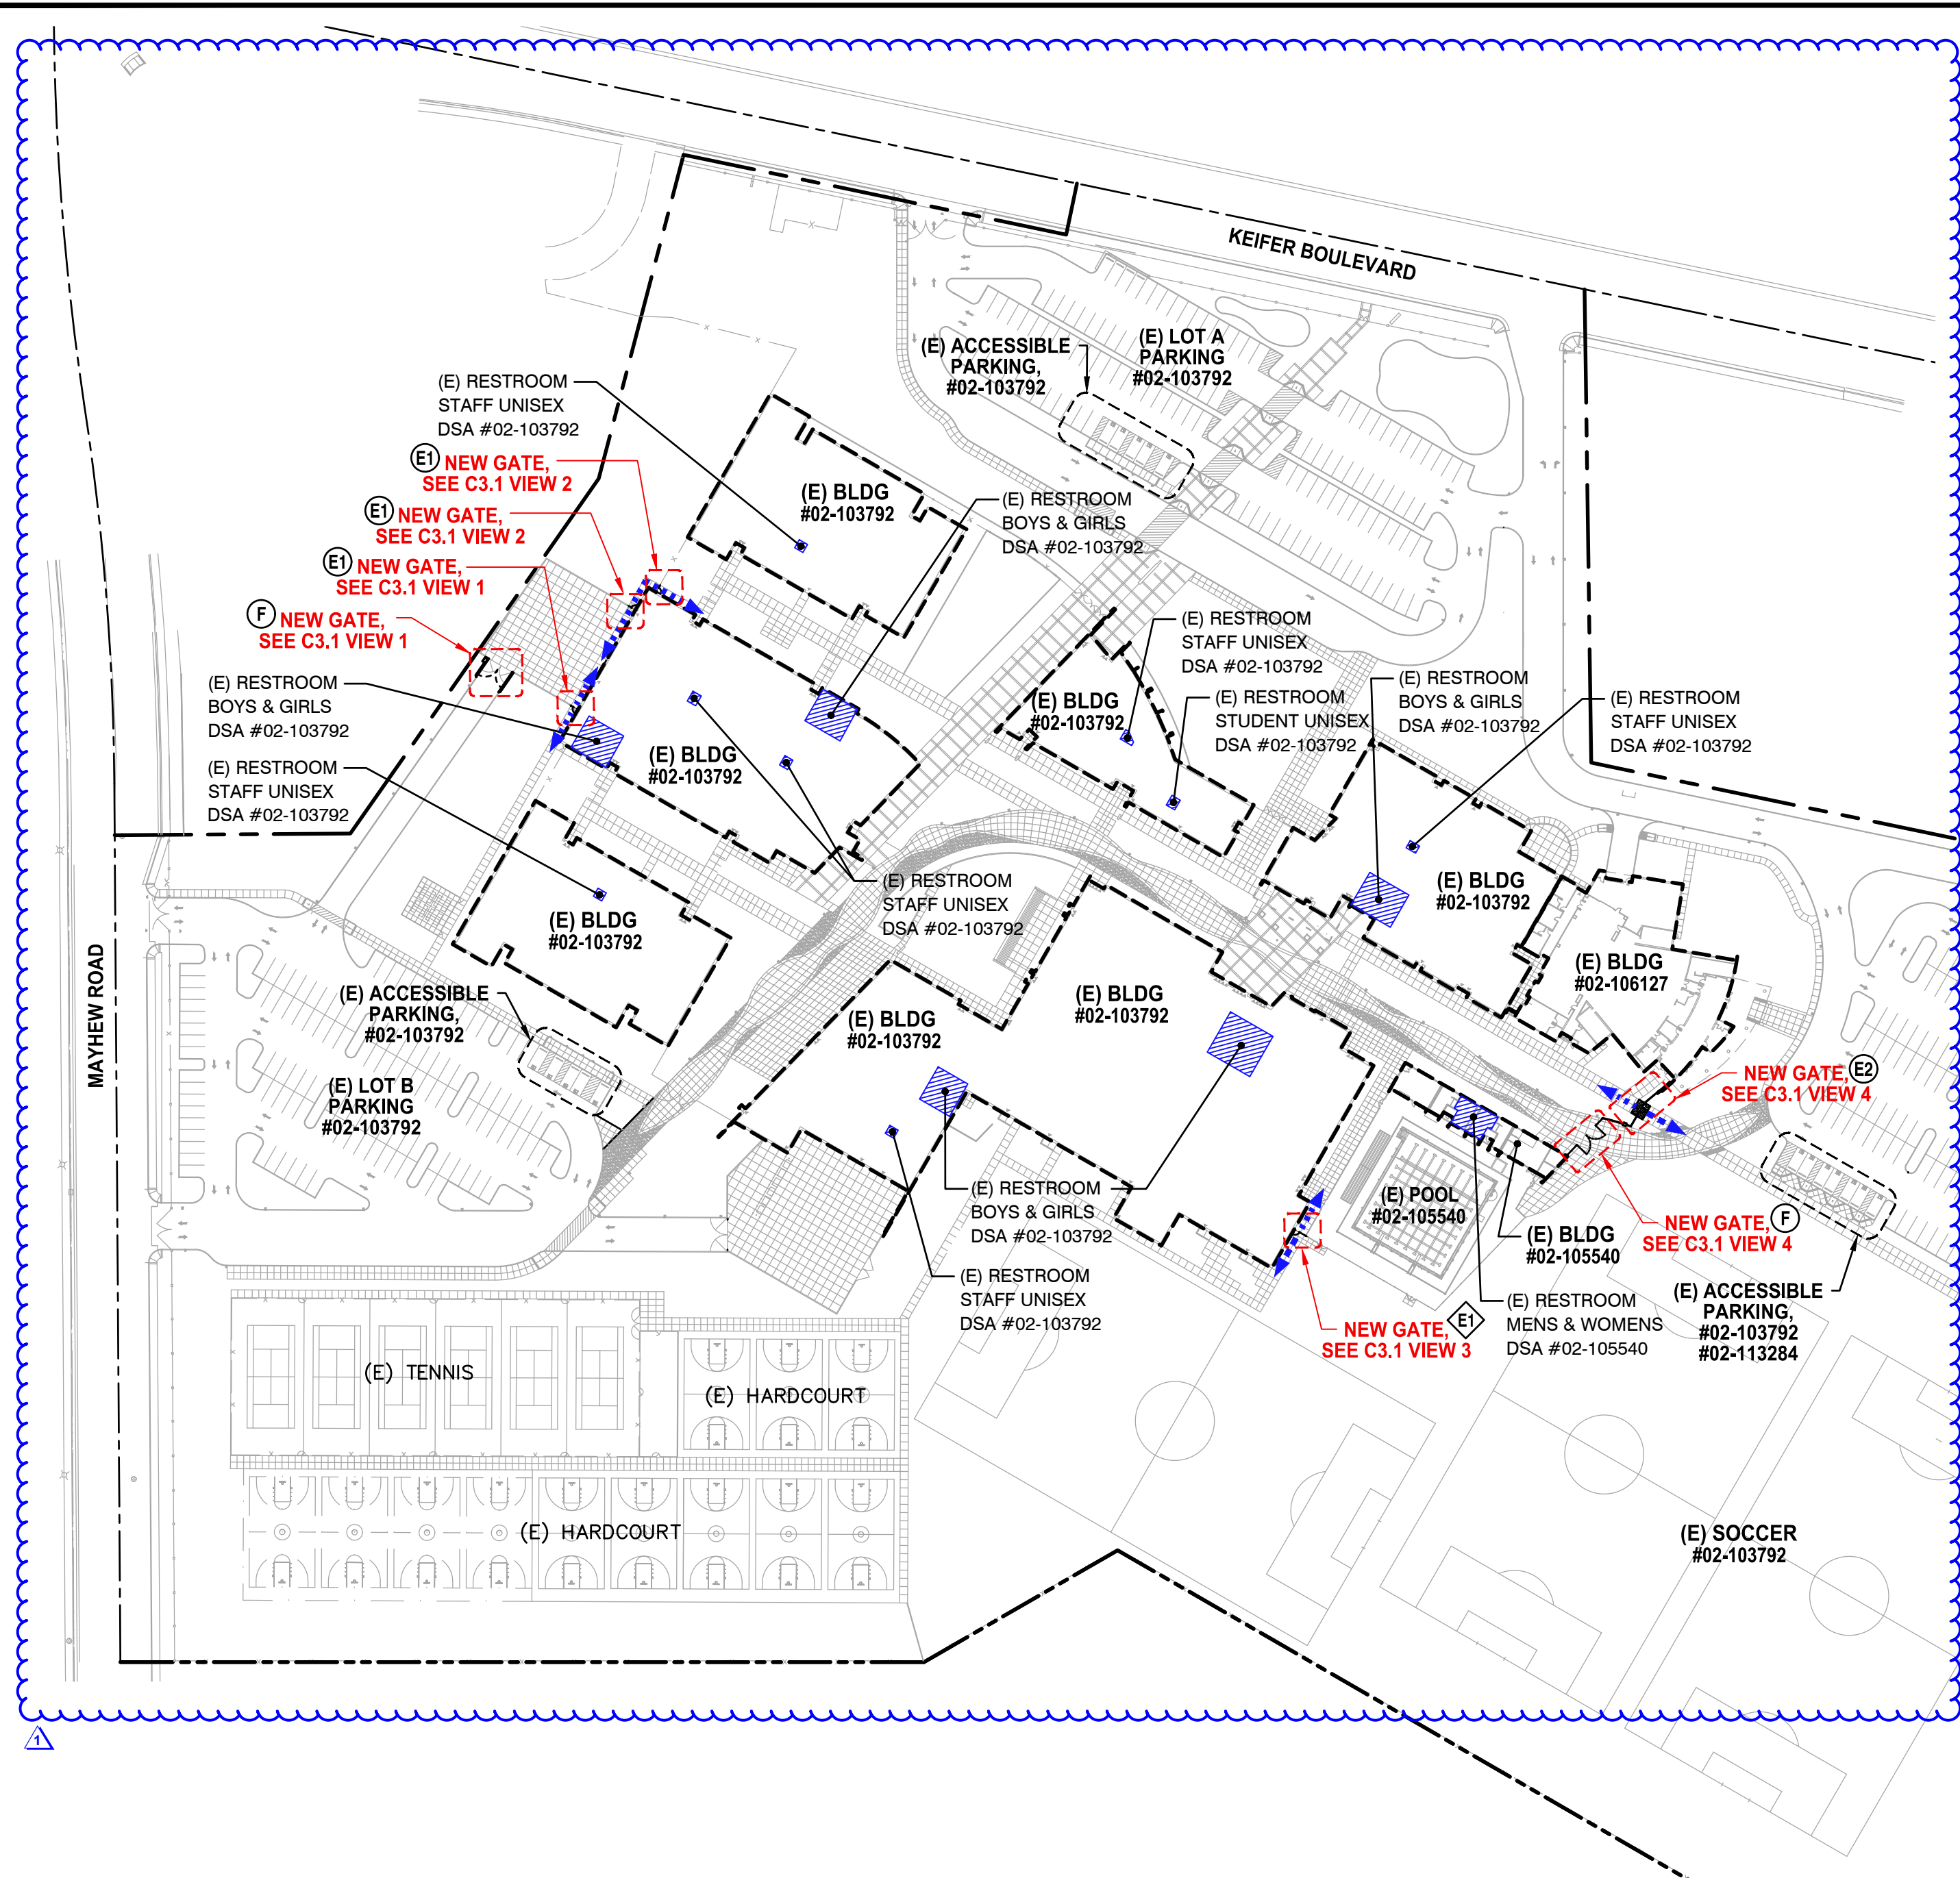 KEIFER BOULEVARD
(E) ACCESSIBLE
PARKING,
#02-103792
(E) LOT A
PARKING
#02-103792
(E) RESTROOM
STAFF UNISEX
DSA #02-103792
E1 NEW GATE,
SEE C3.1 VIEW 2
E1 NEW GATE,
SEE C3.1 VIEW 2
E1 NEW GATE,
SEE C3.1 VIEW 1
F NEW GATE,
SEE C3.1 VIEW 1
(E) BLDG
#02-103792
(E) RESTROOM
BOYS & GIRLS
DSA #02-103792
(E) RESTROOM
STAFF UNISEX
DSA #02-103792
(E) RESTROOM
BOYS & GIRLS
DSA #02-103792
(E) RESTROOM
STAFF UNISEX
DSA #02-103792
(E) BLDG
#02-103792
(E) RESTROOM
STUDENT UNISEX
DSA #02-103792
(E) RESTROOM
BOYS & GIRLS
DSA #02-103792
(E) RESTROOM
STAFF UNISEX
DSA #02-103792
(E) BLDG
#02-103792
(E) RESTROOM
STAFF UNISEX
DSA #02-103792
(E) BLDG
#02-103792
(E) BLDG
#02-103792
(E) BLDG
#02-106127
MAYHEW ROAD
(E) ACCESSIBLE
PARKING,
#02-103792
(E) BLDG
#02-103792
(E) BLDG
#02-103792
(E) LOT B
PARKING
#02-103792
NEW GATE, E2
SEE C3.1 VIEW 4
(E) RESTROOM
BOYS & GIRLS
DSA #02-103792
(E) POOL
#02-105540
(E) BLDG
#02-105540
NEW GATE, F
SEE C3.1 VIEW 4
(E) RESTROOM
STAFF UNISEX
DSA #02-103792
NEW GATE, E1
SEE C3.1 VIEW 3
(E) RESTROOM
MENS & WOMENS
DSA #02-105540
(E) ACCESSIBLE
PARKING,
#02-103792
#02-113284
(E) TENNIS
(E) HARDCOURT
(E) HARDCOURT
(E) SOCCER
#02-103792
1